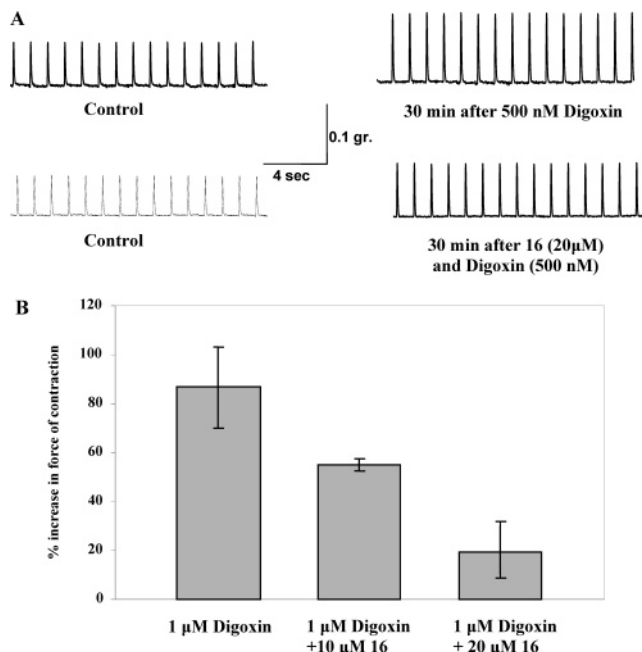 A
Control
30 min after 500 nM Digoxin
0.1 gr.
4 sec
Control
30 min after 16 (20μM)
and Digoxin (500 nM)
B
% increase in force of contraction
120
100
80
60
40
20
0
1 μM Digoxin
1 μM Digoxin
+10 μM 16
1 μM Digoxin
+ 20 μM 16